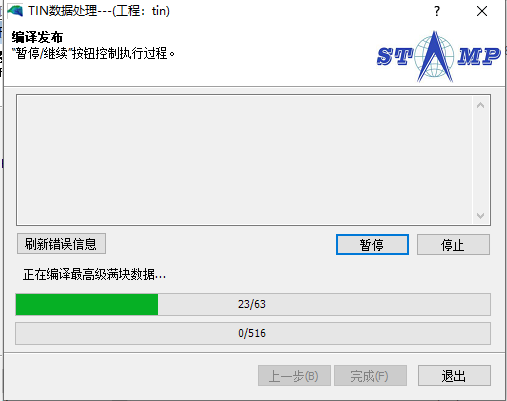 TIN数据处理---(工程：tin)
编译发布
"暂停/继续"按钮控制执行过程。
STAMP
刷新错误信息
暂停
停止
正在编译最高级满块数据...
23/63
0/516
上一步(B)
完成(F)
退出